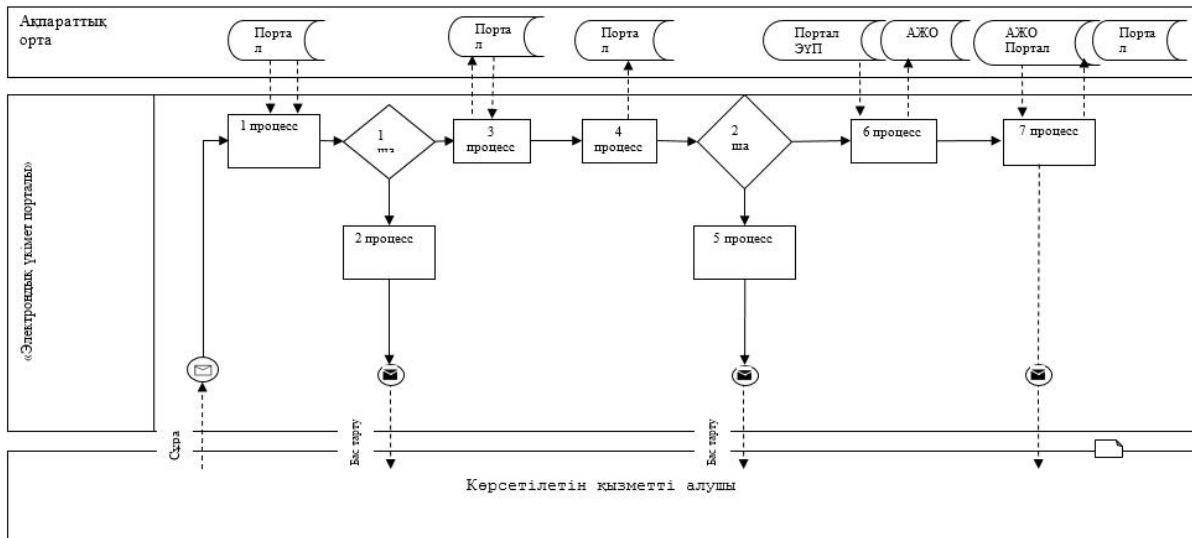 Ақпараттық
орта
Порта
л
Порта
л
Порта
л
Портал
ЭҮП
АЖО
АЖО
Портал
Порта
л
«Электрондық үкімет порталы»
1 процесс
1
ша
3
процесс
4
процесс
2
ша
6 процесс
7 процесс
2 процесс
5 процесс
Сұра
Бас тарту
Бас тарту
Көрсетілетін қызметті алушы